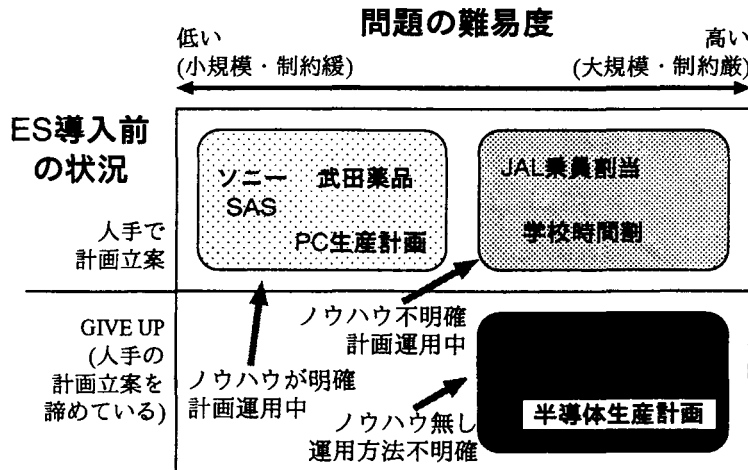 問題の難易度
低い
(小規模・制約緩)
高い
(大規模・制約厳)
ES導入前
の状況
ソニー
SAS
武田薬品
PC生産計画
JAL乗員割当
学校時間割
人手で
計画立案
GIVE UP
(人手の
計画立案を
諦めている)
ノウハウが明確
計画運用中
ノウハウ不明確
計画運用中
ノウハウ無し
運用方法不明確
半導体生産計画